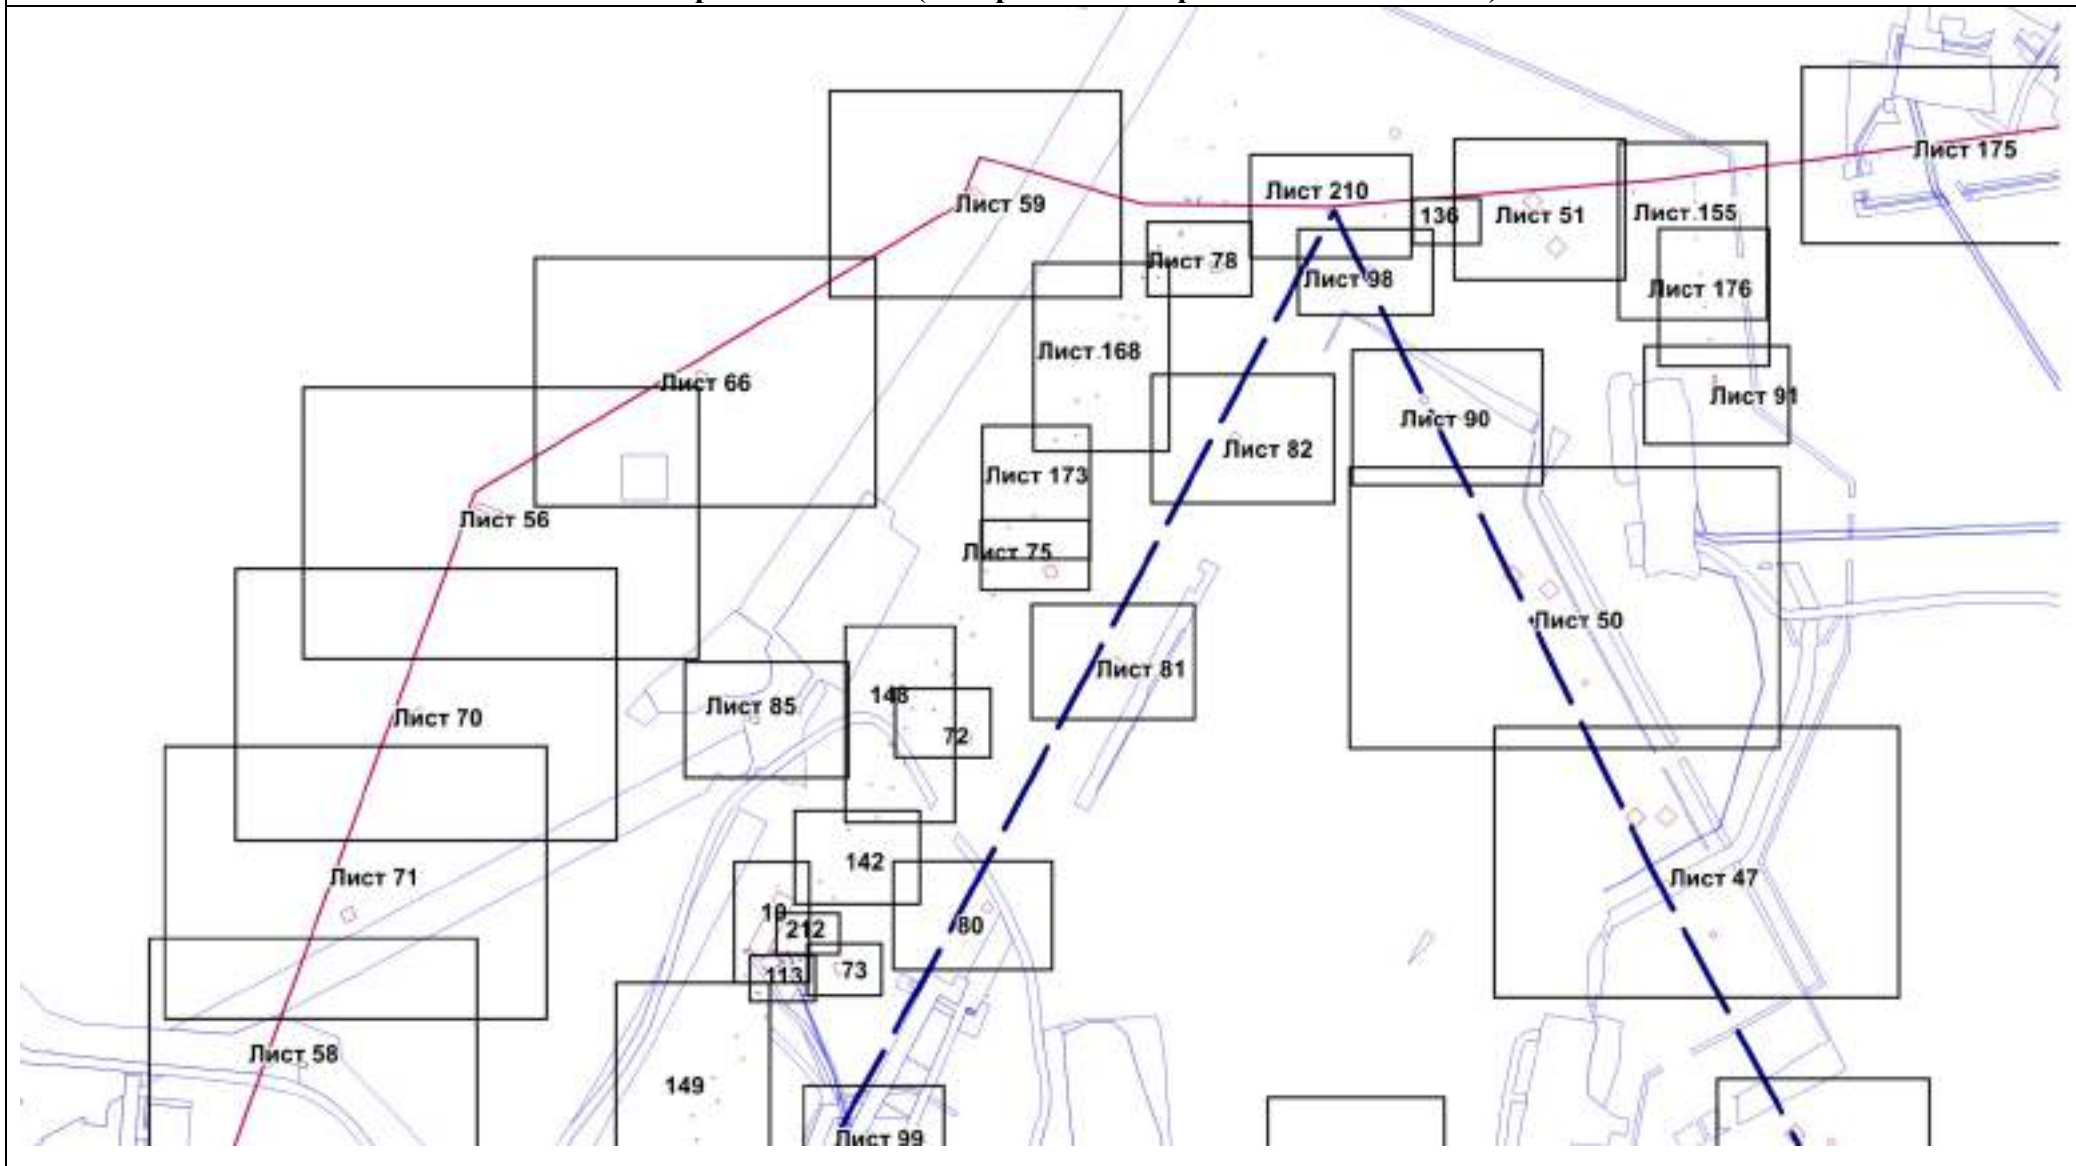 Лист 175
Лист 210
Лист 59
136
Лист 51
Лист 155
Лист 78
Лист 98
Лист 176
Лист 168
Лист 66
Лист 91
Лист 90
Лист 82
Лист 173
Лист 56
Лист 75
Лист 50
Лист 81
148
Лист 85
Лист 70
72
142
Лист 71
Лист 47
19
212
80
73
113
Лист 58
149
Лист 99